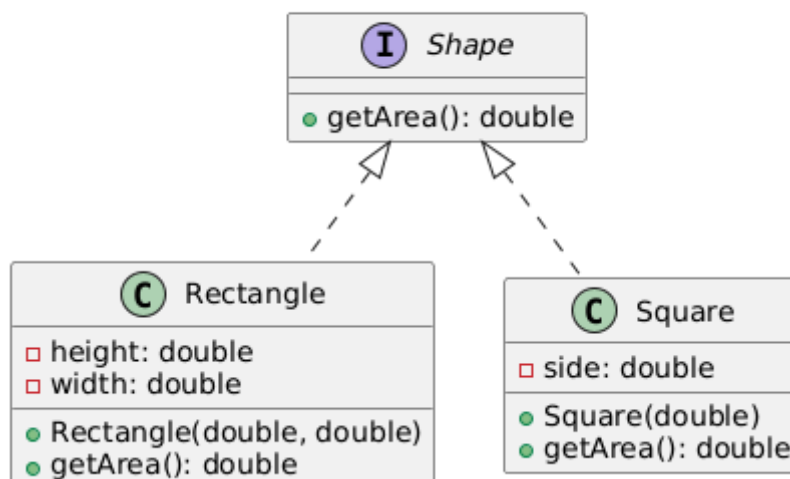 I Shape
getArea(): double
C Rectangle
height: double
width: double
Rectangle(double, double)
getArea(): double
C Square
side: double
Square(double)
getArea(): double